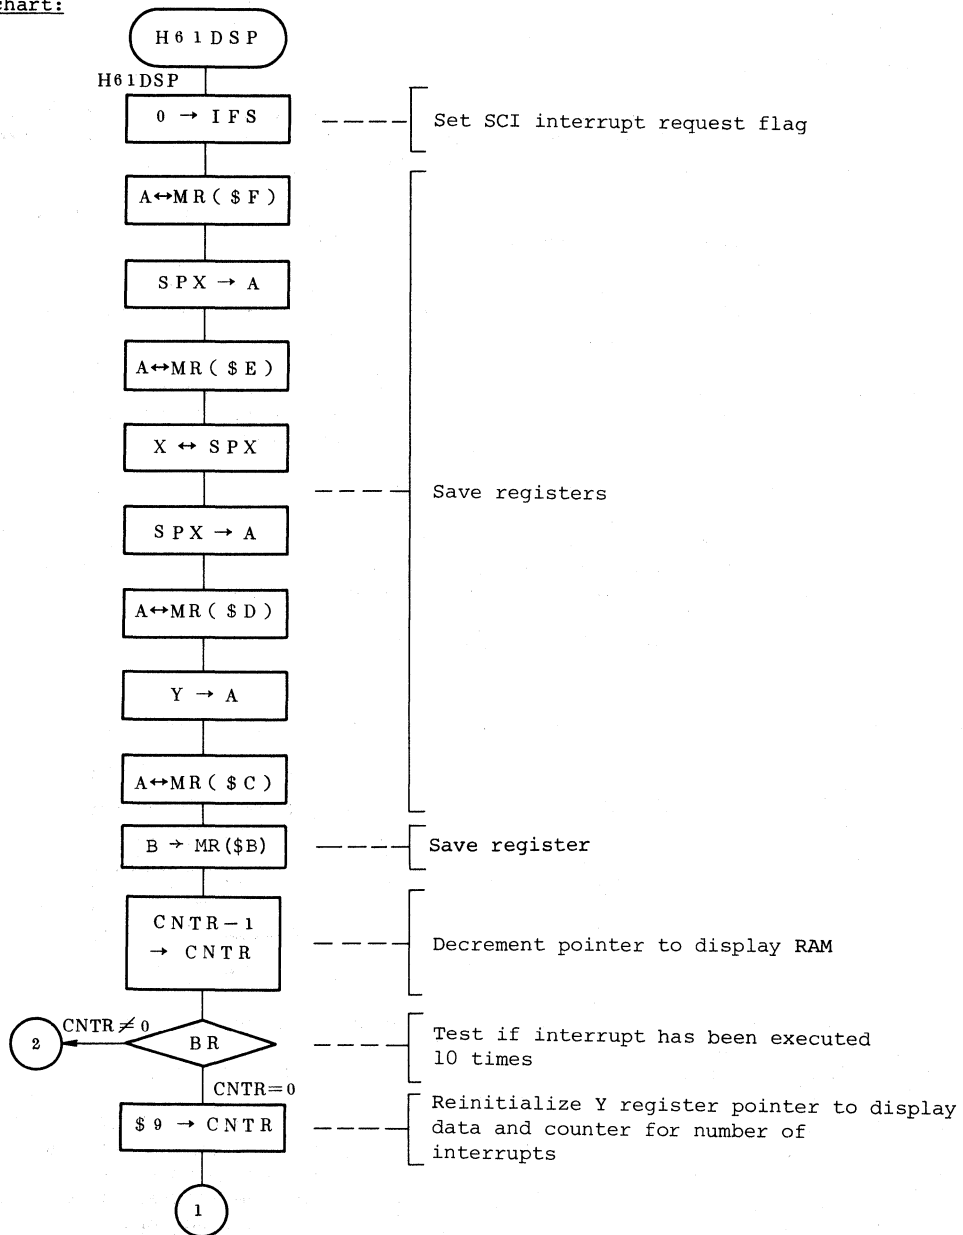 chart:
H61DSP
H61DSP
0 → IFS
Set SCI interrupt request flag
A↔MR($F)
SPX → A
A↔MR($E)
X ↔ SPX
Save registers
SPX → A
A↔MR($D)
Y → A
A↔MR($C)
B → MR($B)
Save register
CNTR-1
→ CNTR
Decrement pointer to display RAM
CNTR≠0
2
BR
Test if interrupt has been executed
10 times
CNTR=0
$9 → CNTR
Reinitialize Y register pointer to display
data and counter for number of
interrupts
1